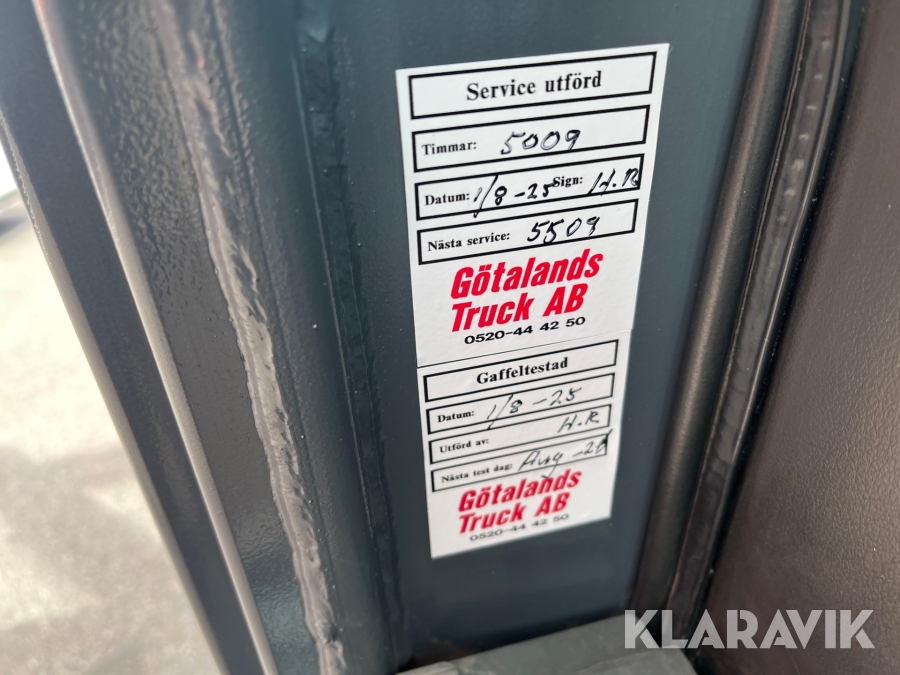 Service utförd
Timmar: 5009
Datum: 1/8-25 Sign: H.R
Nästa service: 5509
Götalands
Truck AB
0520-44 42 50
Gaffeltestad
Datum: 1/8-25
Utförd av: H.R
Nästa test dag: Aug
Götalands
Truck AB
0520-44 42 50
KLARAVIK